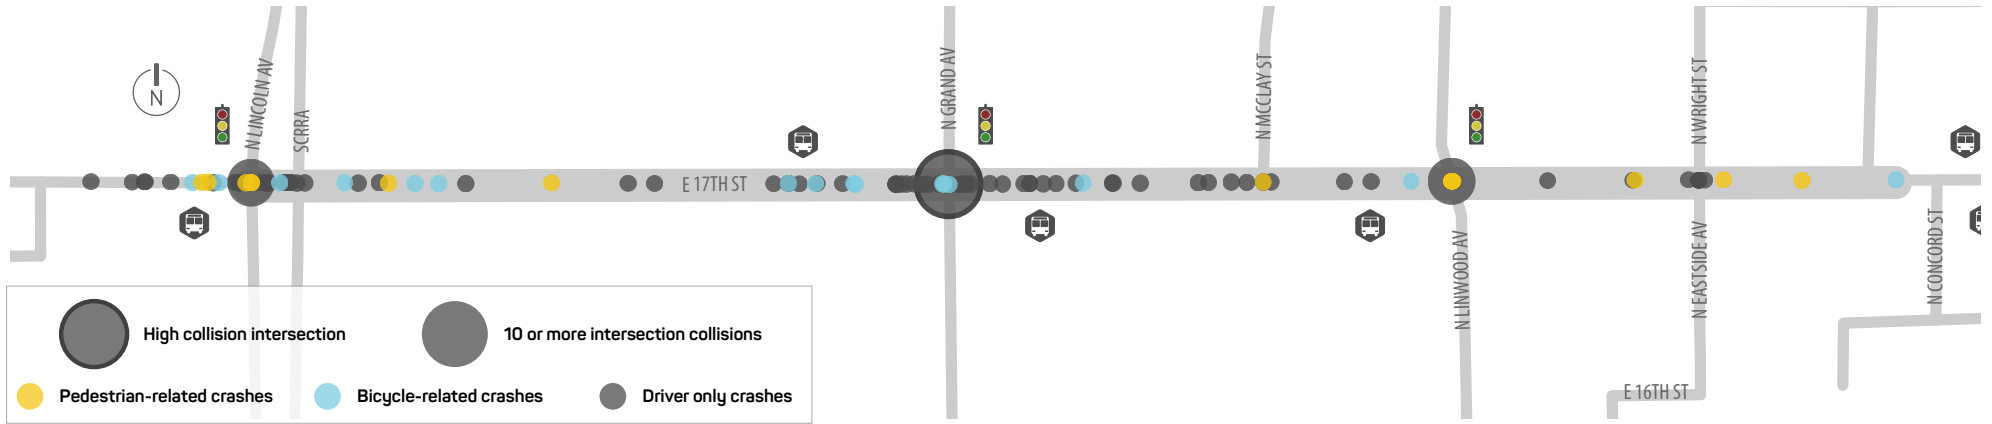 N
N LINCOLN AV
SCRRA
N GRAND AV
N MCCLAY ST
N WRIGHT ST
E 17TH ST
N LINWOOD AV
N EASTSIDE AV
N CONCORD ST
E 16TH ST
High collision intersection
10 or more intersection collisions
Pedestrian-related crashes
Bicycle-related crashes
Driver only crashes